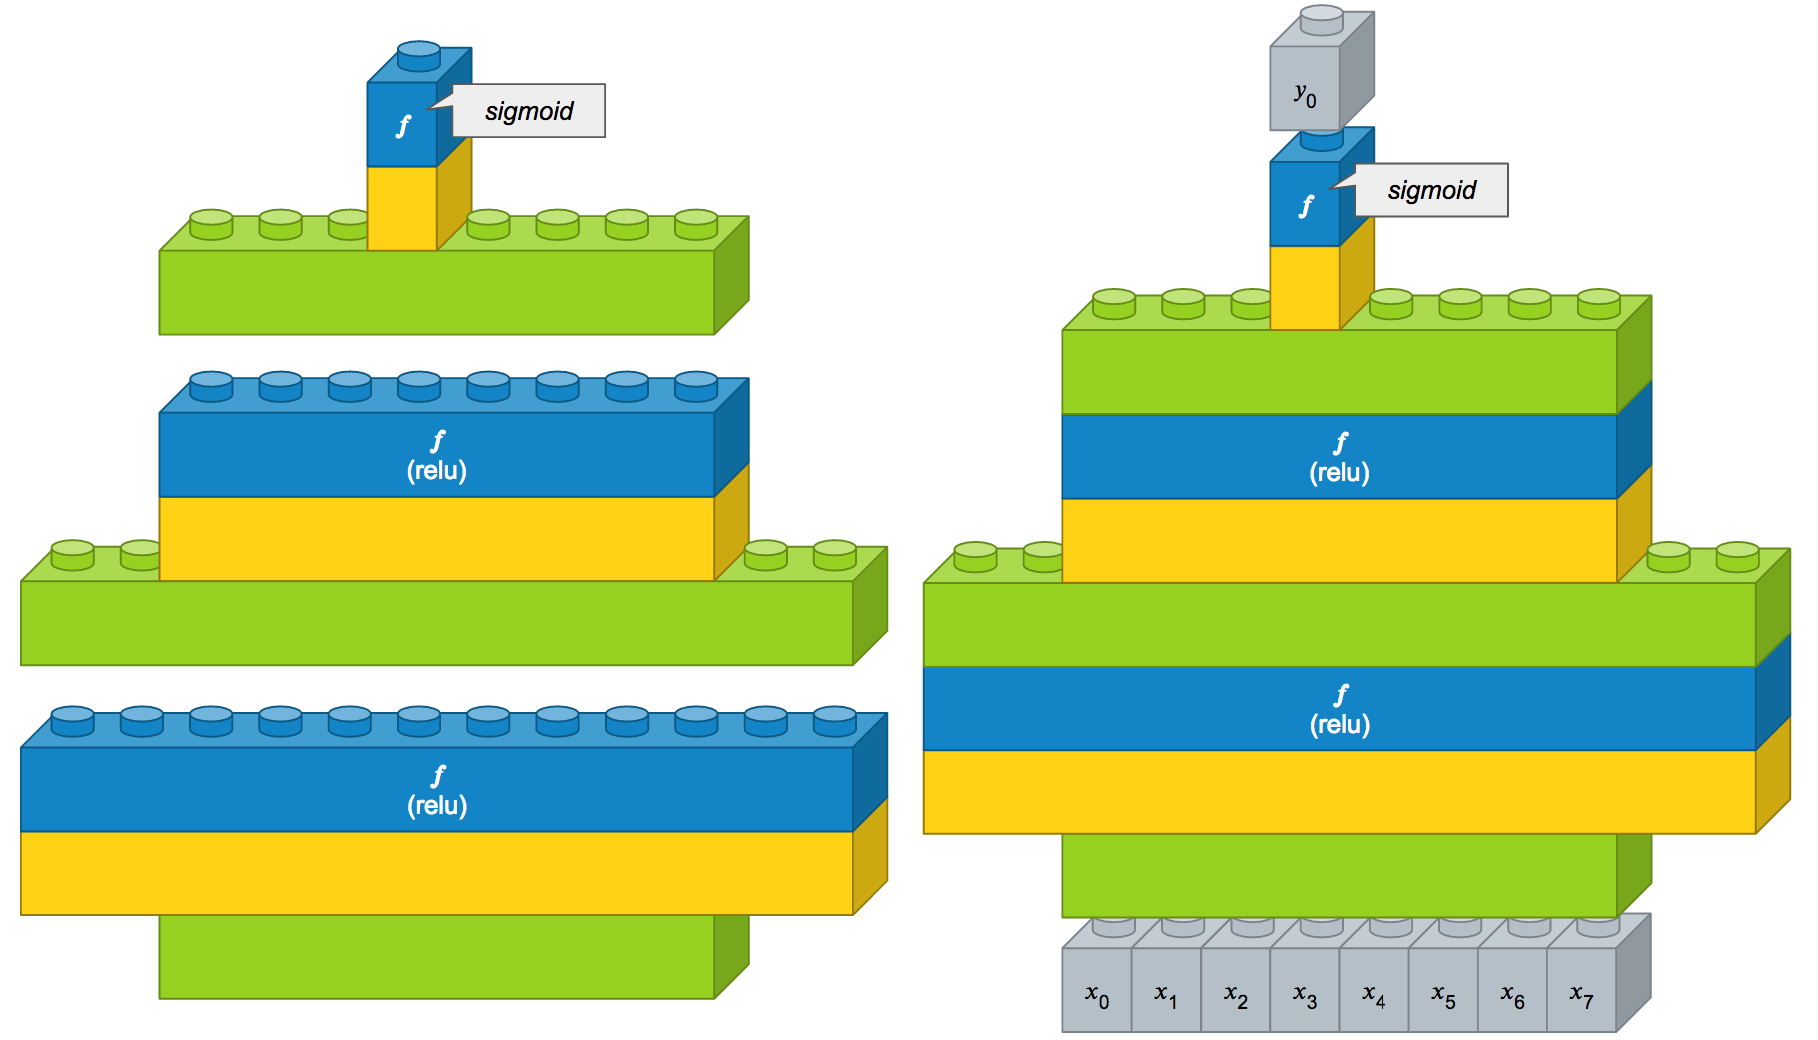 f
sigmoid
f
(relu)
f
(relu)
y0
f
sigmoid
f
(relu)
f
(relu)
x0 x1 x2 x3 x4 x5 x6 x7